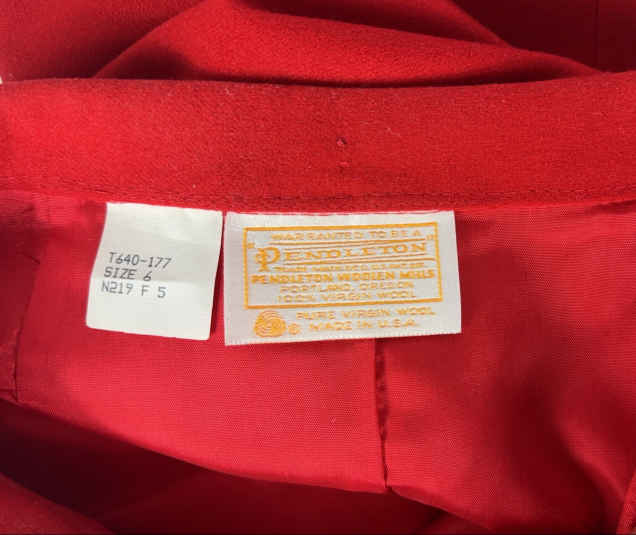 T640-177
SIZE 6
N219 F 5
WARRANTED TO BE A
"PENDLETON"
PENDLETON WOOLEN MILLS
PORTLAND, OREGON
100% VIRGIN WOOL
PURE VIRGIN WOOL
® MADE IN U.S.A.